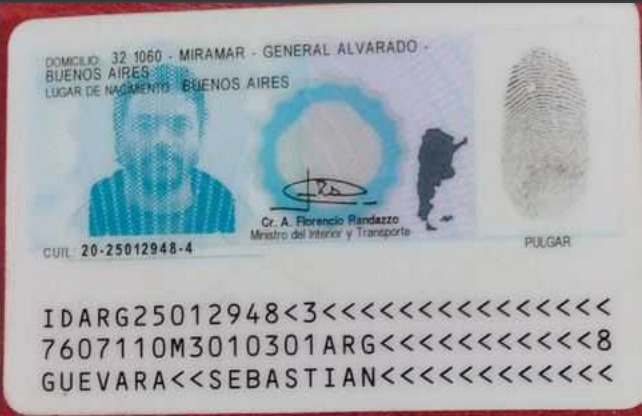 DOMICILIO: 32 1060 - MIRAMAR - GENERAL ALVARADO -
BUENOS AIRES
LUGAR DE NACIMIENTO: BUENOS AIRES
Cr. A. Florencio Randazzo
Ministro del Interior y Transporte
CUIL: 20-25012948-4
PULGAR
IDARG25012948<3<<<<<<<<<<<<<<<
7607110M3010301ARG<<<<<<<<<<<8
GUEVARA<<SEBASTIAN<<<<<<<<<<<<